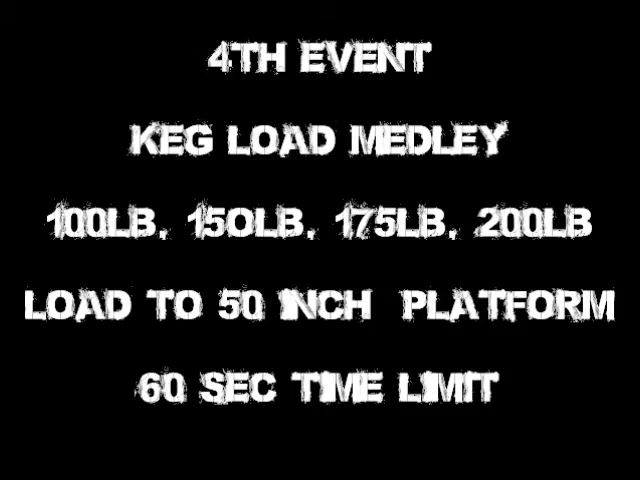 4TH EVENT
KEG LOAD MEDLEY
100LB, 150LB, 175LB, 200LB
LOAD TO 50 INCH PLATFORM
60 SEC TIME LIMIT